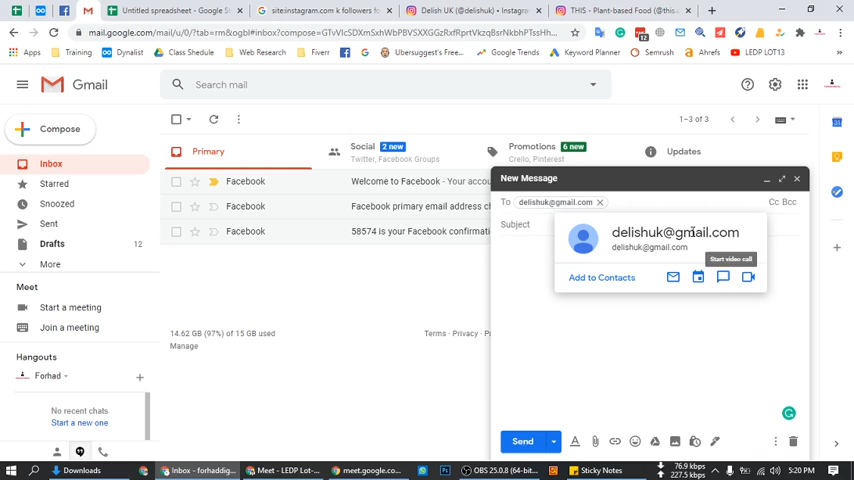 Untitled spreadsheet - Google S
site:instagram.com k followers fo
Delish UK (@delishuk) • Instagram
THIS - Plant-based Food (@this.a
mail.google.com/mail/u/0/?tab=rm&ogbl#inbox?compose=
Apps
Training
Dynalist
Class Shedule
Web Research
Fiverr
Ubersuggest's Free...
Google Trends
Keyword Planner
Semrush
Ahrefs
LEDP LOT13
Gmail
Search mail
Compose
1–3 of 3
Primary
Social
2 new
Twitter, Facebook Groups
Promotions
6 new
Crello, Pinterest
Updates
Inbox
Starred
Snoozed
Sent
Drafts
12
More
Facebook
Welcome to Facebook - Your accou
Facebook
Facebook primary email address c
Facebook
58574 is your Facebook confirmatio
New Message
To
delishuk@gmail.com
Cc Bcc
Subject
delishuk@gmail.com
delishuk@gmail.com
Start video call
Add to Contacts
Meet
Start a meeting
Join a meeting
14.62 GB (97%) of 15 GB used
Manage
Terms · Privacy · P
Hangouts
Forhad
No recent chats
Start a new one
Send
Downloads
Inbox - forhaddig...
Meet - LEDP Lot-...
meet.google.co...
OBS 25.0.8 (64-bit...
Sticky Notes
76.9 kbps
227.5 kbps
5:20 PM